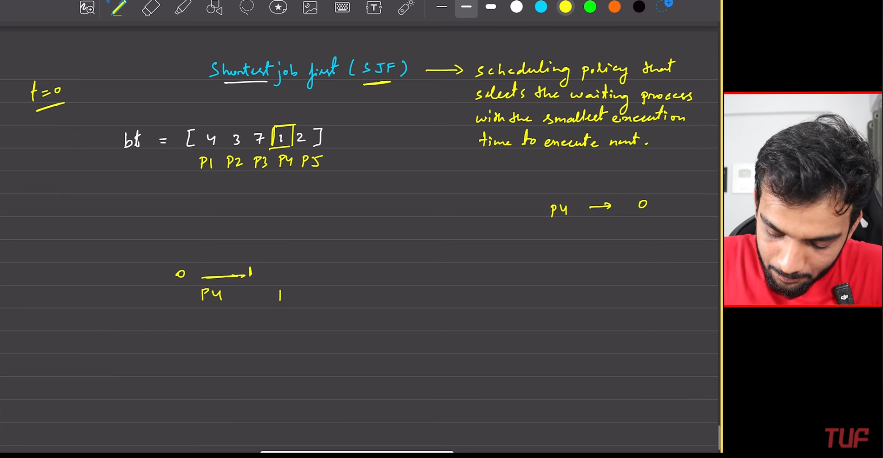 Shortest job first (SJF) → scheduling policy that
selects the waiting process
with the smallest execution
time to execute next.
t=0
bt = [ 4 3 7 1 2 ]
P1 P2 P3 P4 P5
P4 → 0
0 1
P4 1
TUF